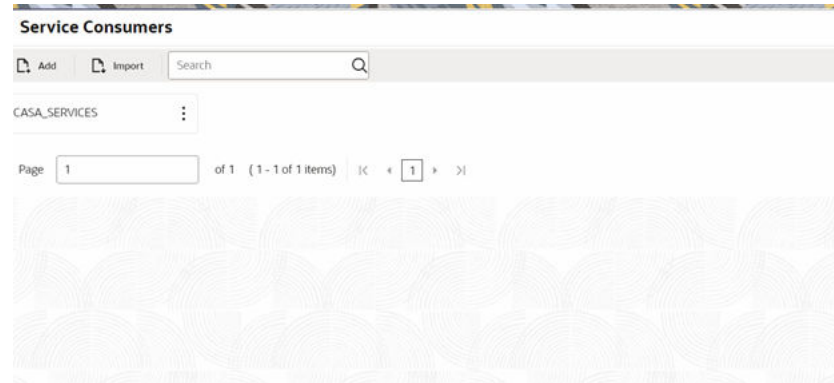 Service Consumers
Add Import Search
CASA_SERVICES
Page 1 of 1 (1 - 1 of 1 items) 1